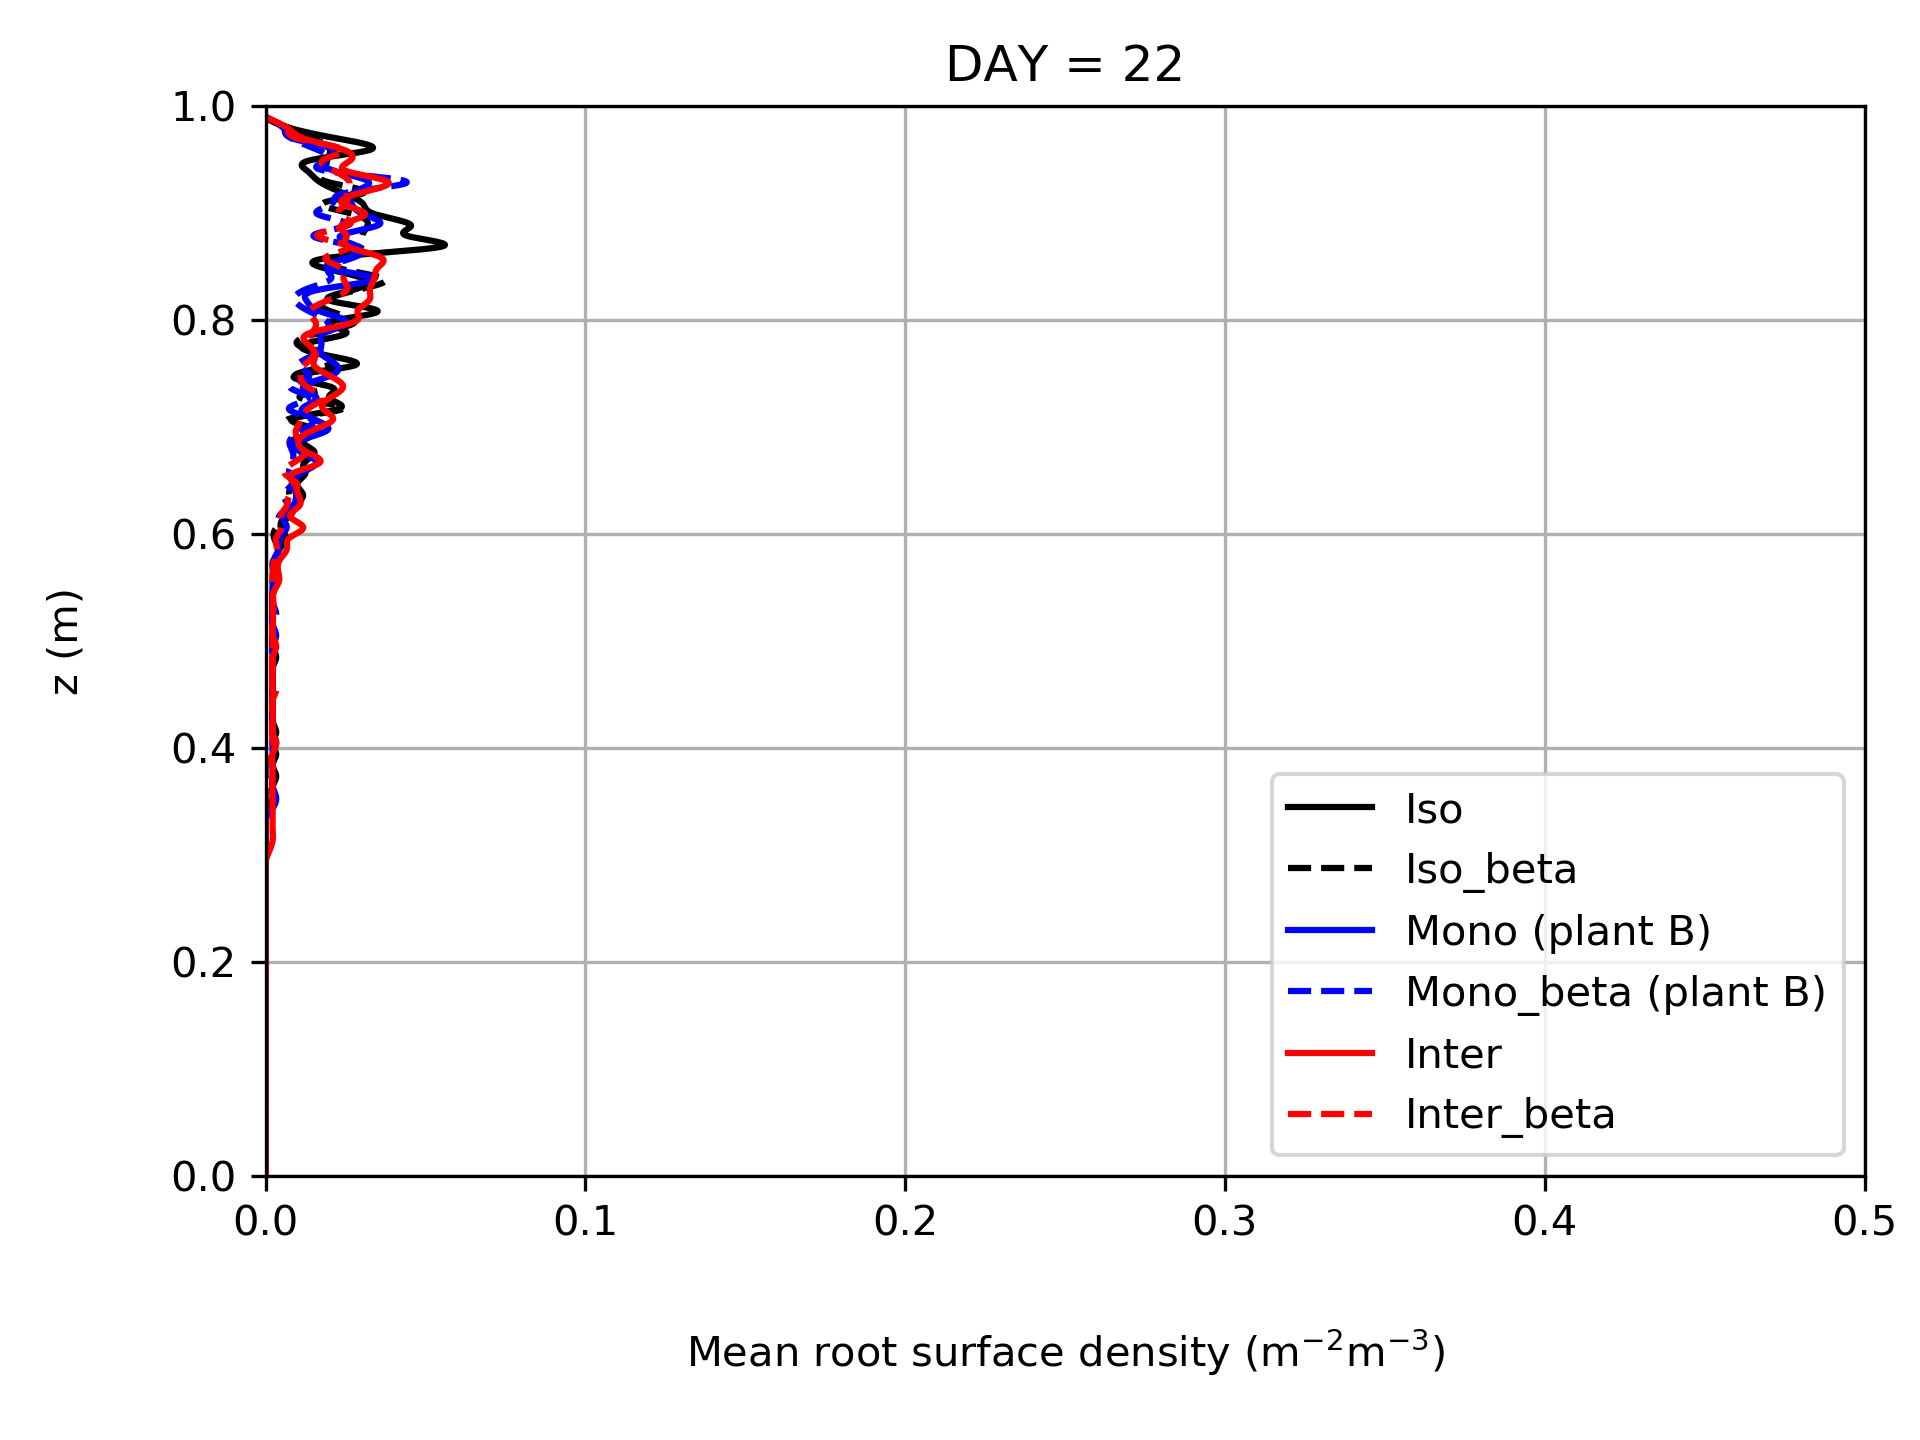 DAY = 22
1.0
0.8
0.6
0.4
0.2
0.0
z (m)
0.0 0.1 0.2 0.3 0.4 0.5
Iso
Iso_beta
Mono (plant B)
Mono_beta (plant B)
Inter
Inter_beta
Mean root surface density (m⁻²m⁻³)